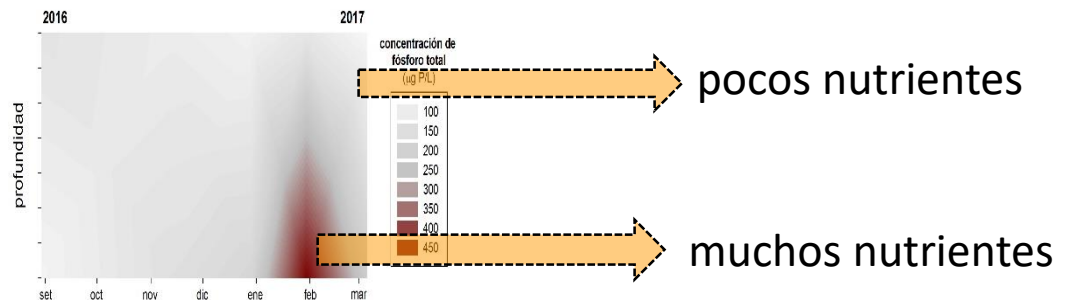 2016
2017
concentración de
fósforo total
(µg P/L)
pocos nutrientes
profundidad
100
150
200
250
300
350
400
450
muchos nutrientes
set oct nov dic ene feb mar